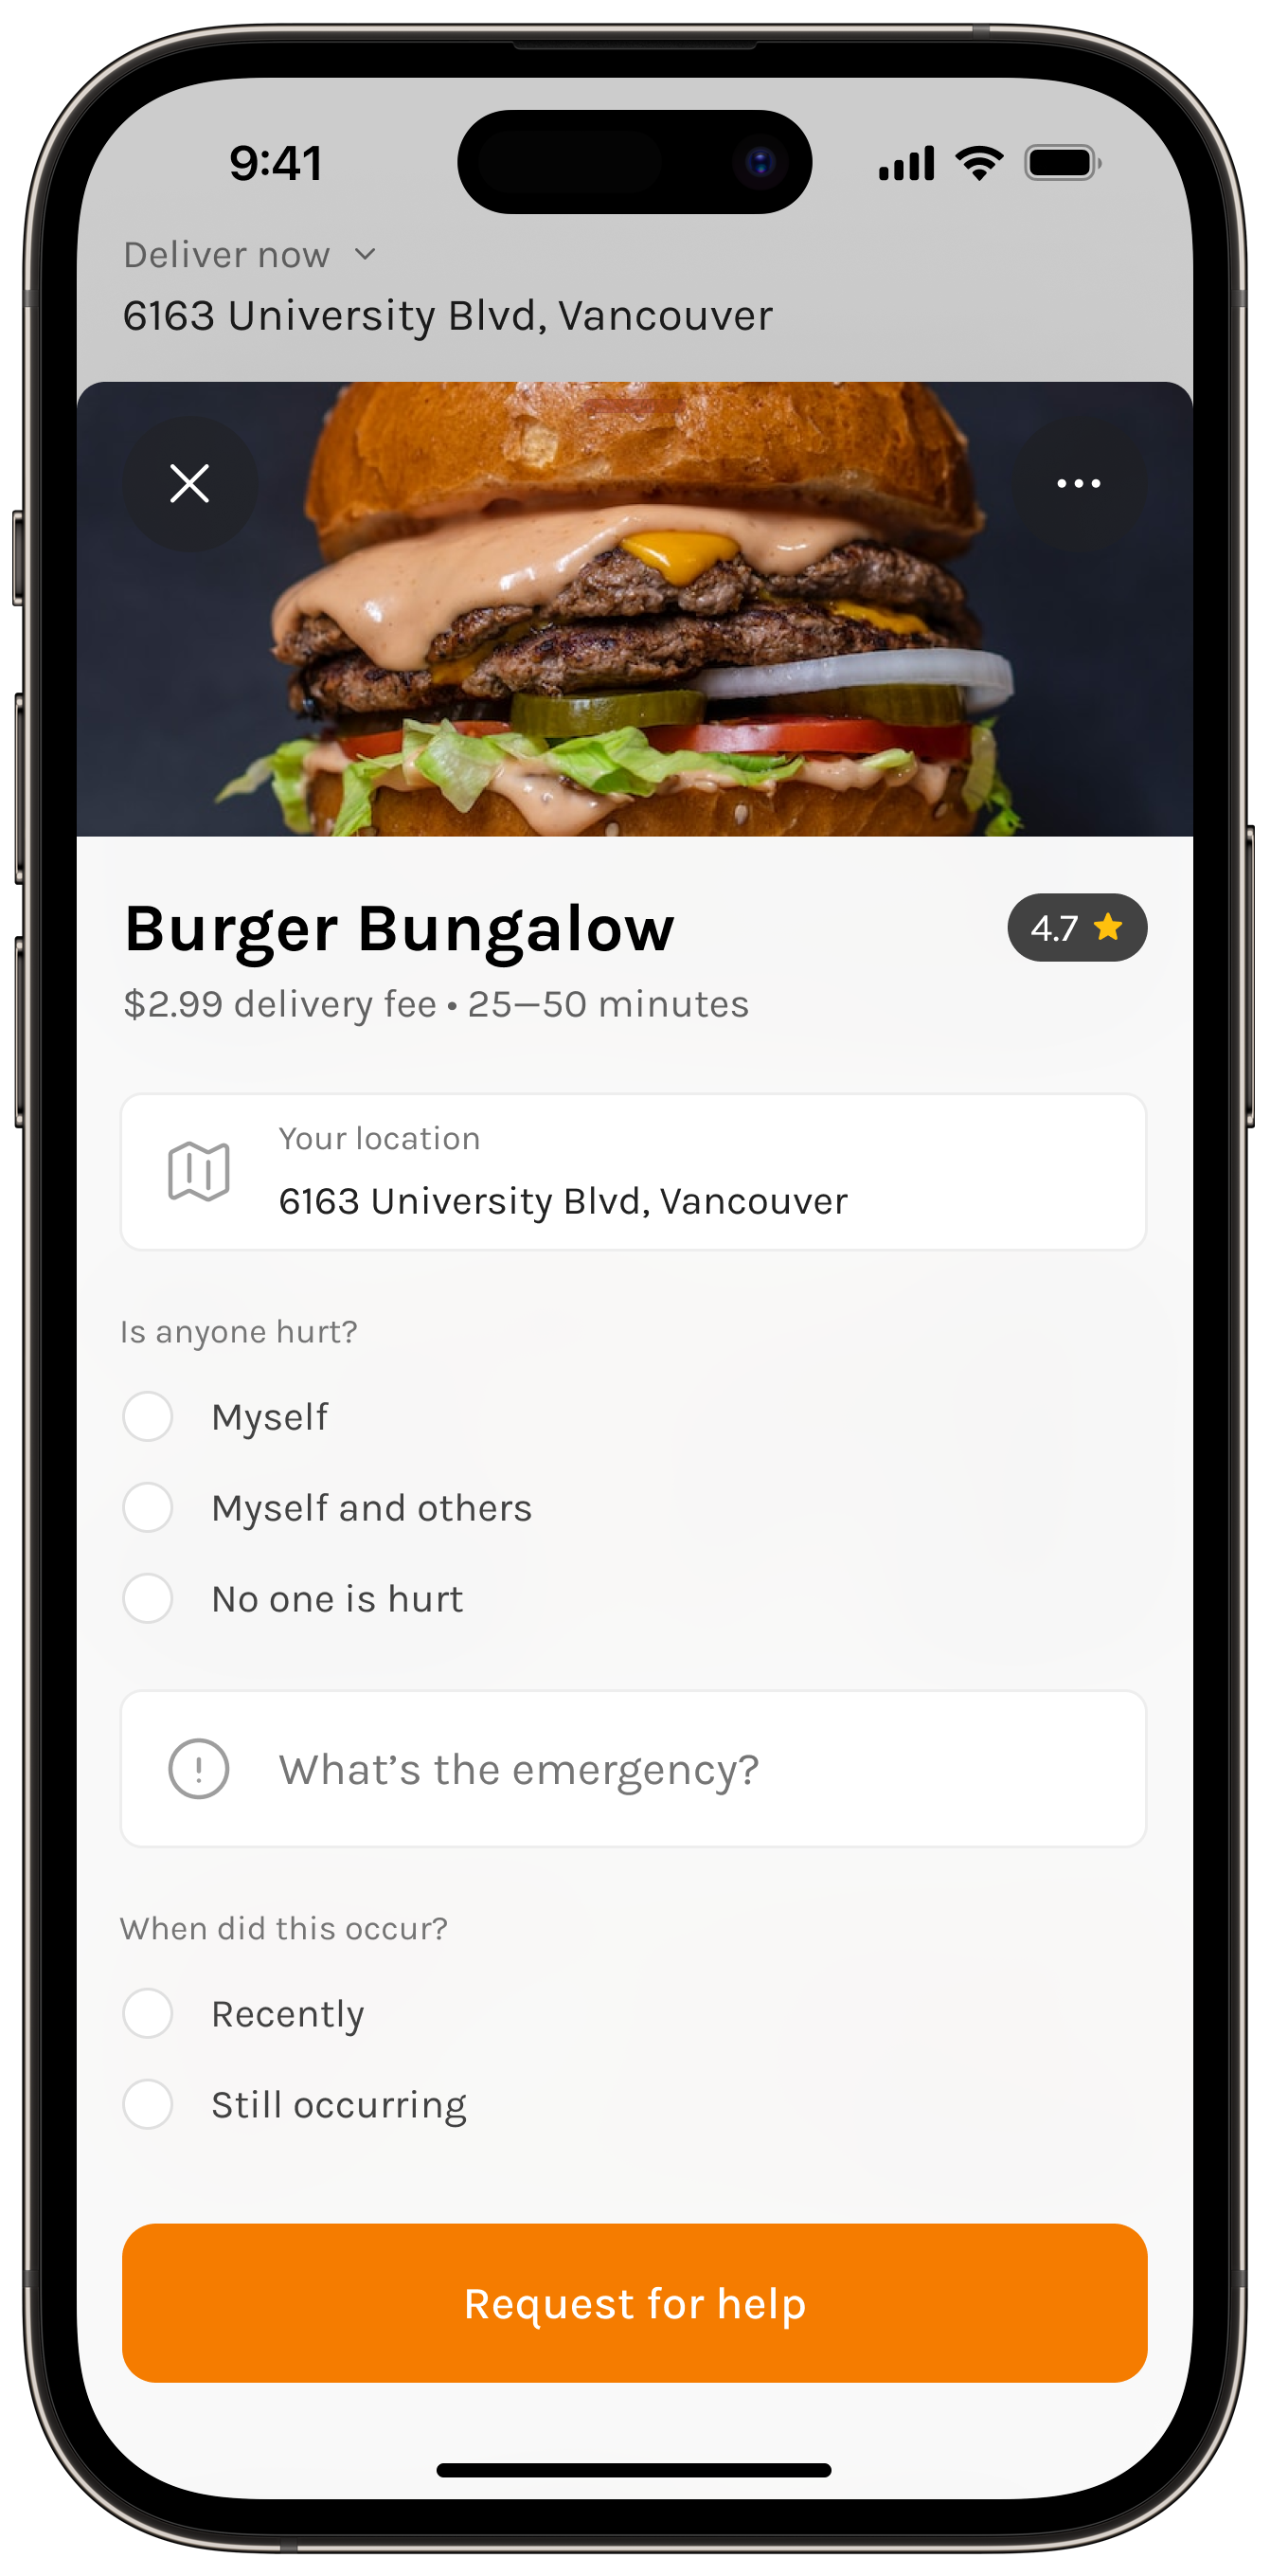 9:41
Deliver now
6163 University Blvd, Vancouver
Burger Bungalow
4.7
$2.99 delivery fee • 25—50 minutes
Your location
6163 University Blvd, Vancouver
Is anyone hurt?
Myself
Myself and others
No one is hurt
What’s the emergency?
When did this occur?
Recently
Still occurring
Request for help